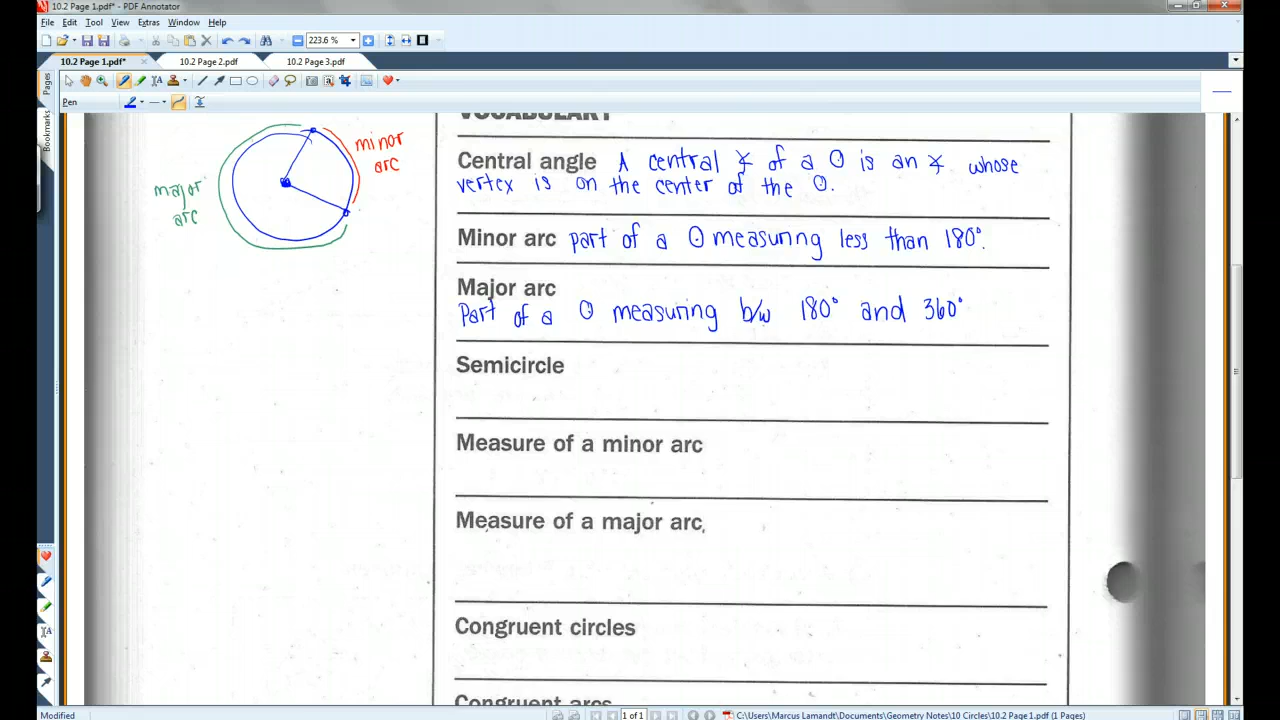 10.2 Page 1.pdf* - PDF Annotator
File Edit Tool View Extras Window Help
223.6 %
10.2 Page 1.pdf* 10.2 Page 2.pdf 10.2 Page 3.pdf
Pen
Pages
Bookmarks
minor
arc
major
arc
VOCABULARY
Central angle A central ∡ of a ⊙ is an ∡ whose
vertex is on the center of the ⊙.
Minor arc part of a ⊙ measuring less than 180°.
Major arc
Part of a ⊙ measuring b/w 180° and 360°
Semicircle
Measure of a minor arc
Measure of a major arc
Congruent circles
Congruent arcs
Modified
1 of 1
C:\Users\Marcus Lamandt\Documents\Geometry Notes\10 Circles\10.2 Page 1.pdf (1 Pages)